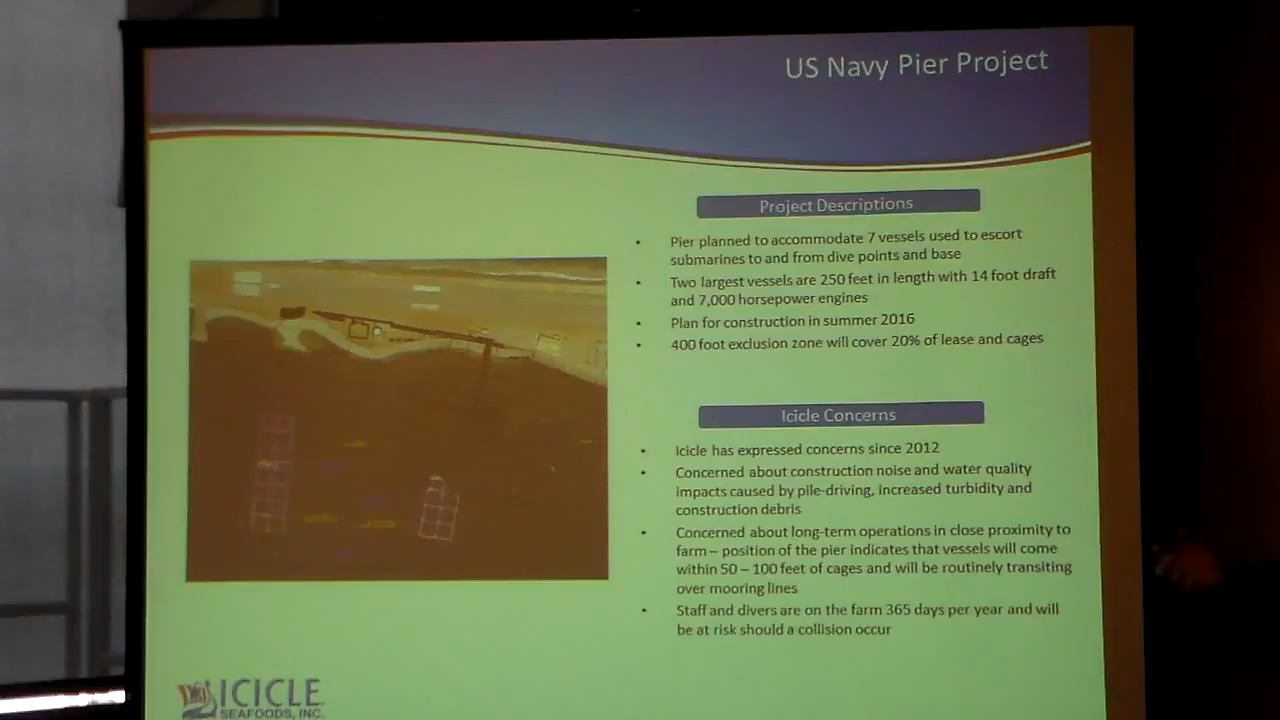 US Navy Pier Project
Project Descriptions
• Pier planned to accommodate 7 vessels used to escort
submarines to and from dive points and base
• Two largest vessels are 250 feet in length with 14 foot draft
and 7,000 horsepower engines
• Plan for construction in summer 2016
• 400 foot exclusion zone will cover 20% of lease and cages
Icicle Concerns
• Icicle has expressed concerns since 2012
• Concerned about construction noise and water quality
impacts caused by pile-driving, increased turbidity and
construction debris
• Concerned about long-term operations in close proximity to
farm – position of the pier indicates that vessels will come
within 50 – 100 feet of cages and will be routinely transiting
over mooring lines
• Staff and divers are on the farm 365 days per year and will
be at risk should a collision occur
ICICLE
SEAFOODS, INC.